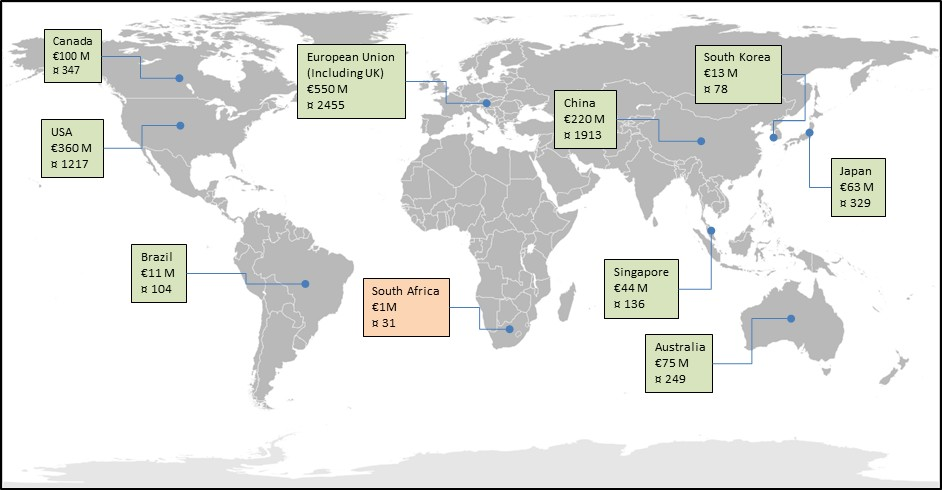 Canada
€100 M
¤ 347
European Union
(Including UK)
€550 M
¤ 2455
South Korea
€13 M
¤ 78
China
€220 M
¤ 1913
USA
€360 M
¤ 1217
Japan
€63 M
¤ 329
Brazil
€11 M
¤ 104
South Africa
€1M
¤ 31
Singapore
€44 M
¤ 136
Australia
€75 M
¤ 249